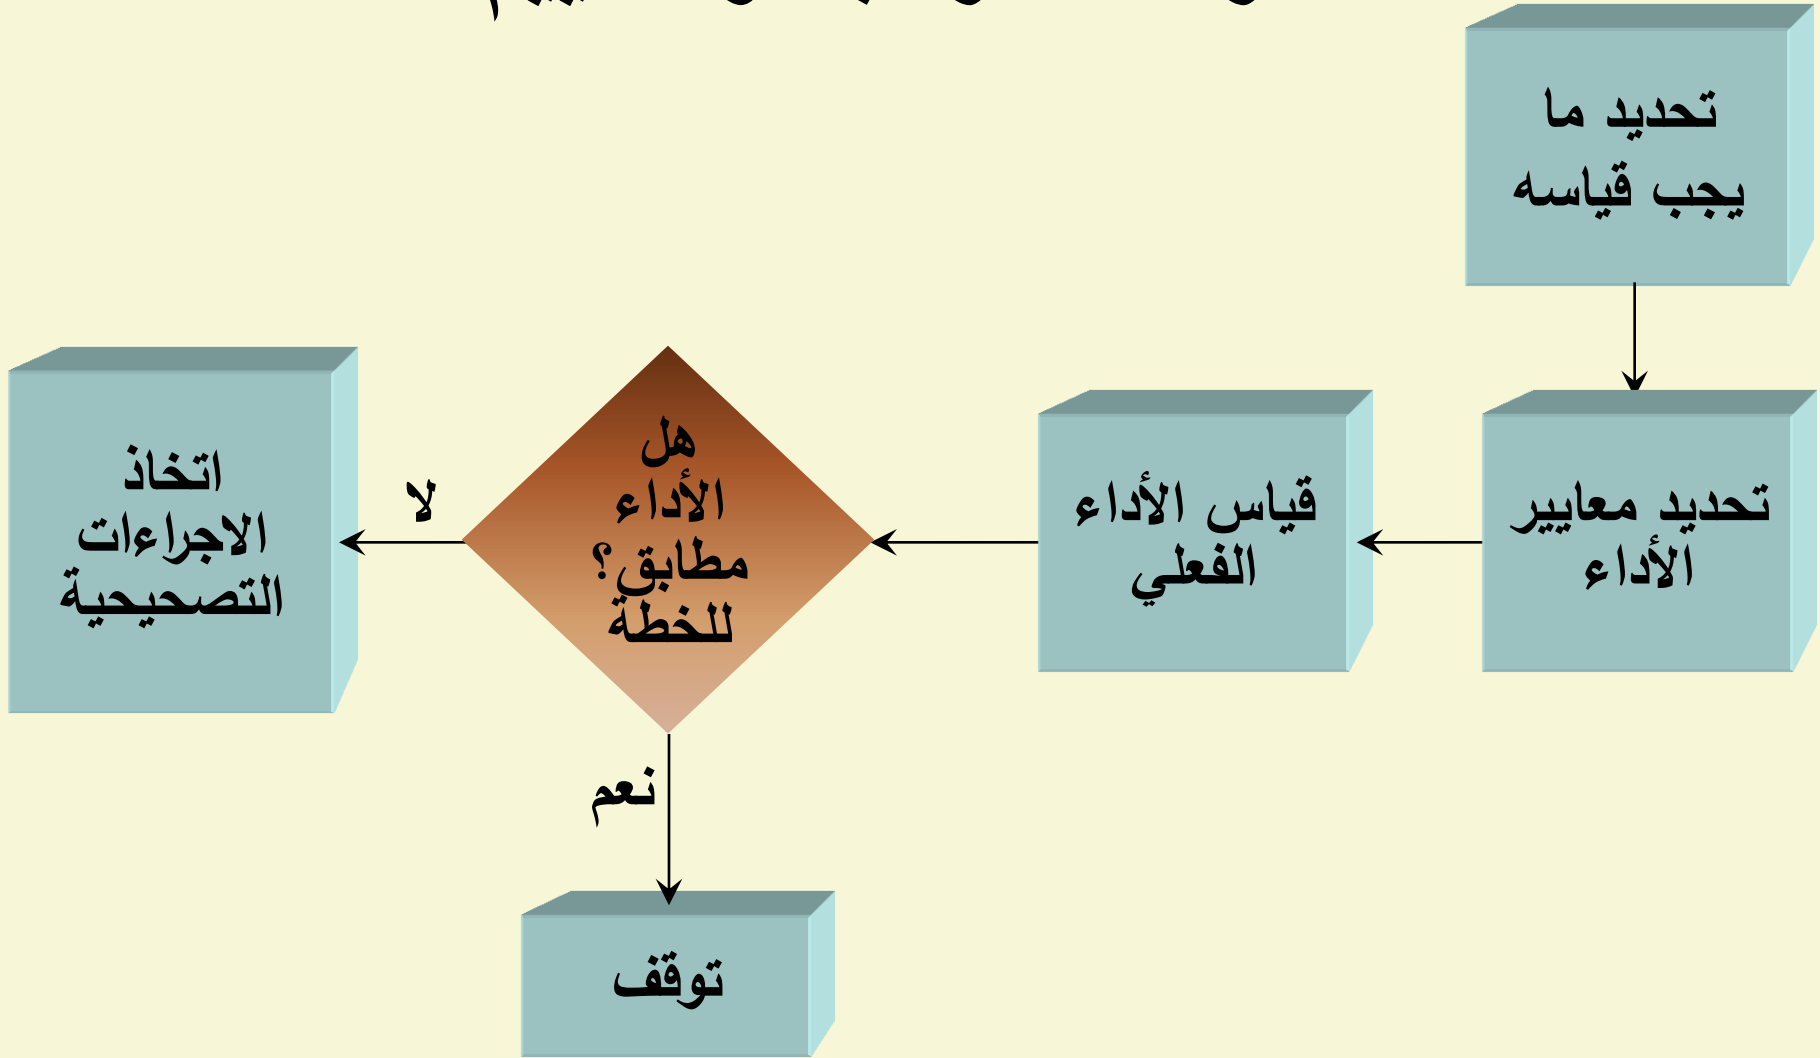 تحديد ما
يجب قياسه
تحديد معايير
الأداء
قياس الأداء
الفعلي
هل
الأداء
مطابق؟
للخطة
لا
اتخاذ
الاجراءات
التصحيحية
نعم
توقف